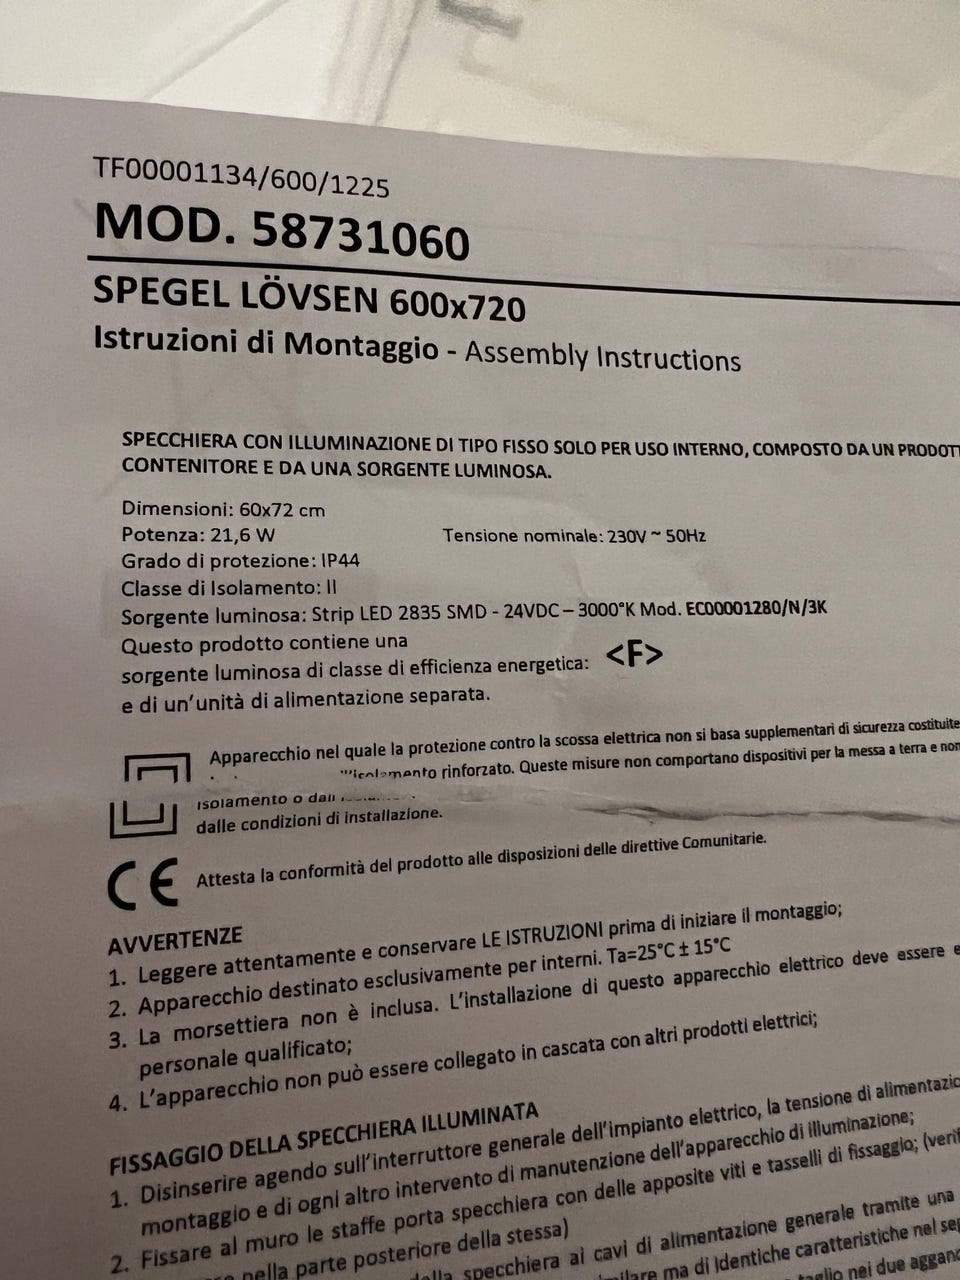 TF00001134/600/1225
MOD. 58731060
SPEGEL LÖVSEN 600x720
Istruzioni di Montaggio - Assembly Instructions
SPECCHIERA CON ILLUMINAZIONE DI TIPO FISSO SOLO PER USO INTERNO, COMPOSTO DA UN PRODOTT
CONTENITORE E DA UNA SORGENTE LUMINOSA.
Dimensioni: 60x72 cm
Potenza: 21,6 W Tensione nominale: 230V ~ 50Hz
Grado di protezione: IP44
Classe di Isolamento: II
Sorgente luminosa: Strip LED 2835 SMD - 24VDC – 3000°K Mod. EC00001280/N/3K
Questo prodotto contiene una
sorgente luminosa di classe di efficienza energetica: <F>
e di un'unità di alimentazione separata.
Apparecchio nel quale la protezione contro la scossa elettrica non si basa supplementari di sicurezza costituite
rinforzato. Queste misure non comportano dispositivi per la messa a terra e non
isolamento o
dalle condizioni di installazione.
CE Attesta la conformità del prodotto alle disposizioni delle direttive Comunitarie.
AVVERTENZE
1. Leggere attentamente e conservare LE ISTRUZIONI prima di iniziare il montaggio;
2. Apparecchio destinato esclusivamente per interni. Ta=25°C ± 15°C
3. La morsettiera non è inclusa. L'installazione di questo apparecchio elettrico deve essere e
personale qualificato;
4. L'apparecchio non può essere collegato in cascata con altri prodotti elettrici;
FISSAGGIO DELLA SPECCHIERA ILLUMINATA
1. Disinserire agendo sull'interruttore generale dell'impianto elettrico, la tensione di alimentazio
montaggio e di ogni altro intervento di manutenzione dell'apparecchio di illuminazione;
2. Fissare al muro le staffe porta specchiera con delle apposite viti e tasselli di fissaggio; (verif
nella parte posteriore della stessa)
specchiera ai cavi di alimentazione generale tramite una
ma di identiche caratteristiche nel
nei due